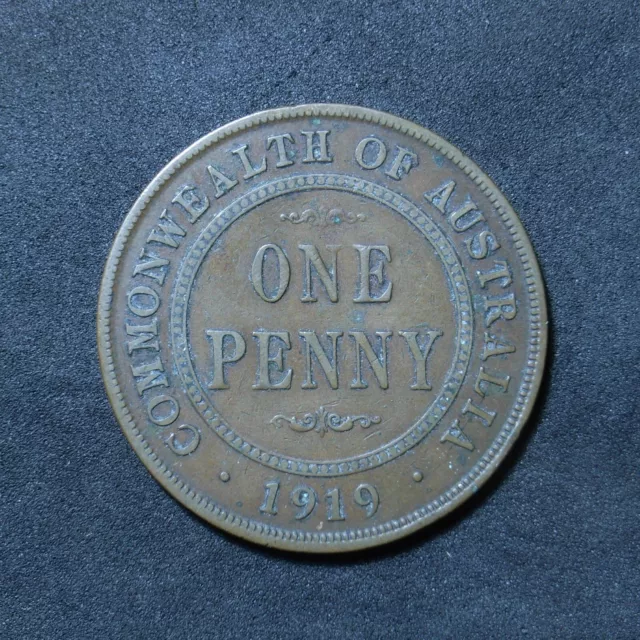 COMMONWEALTH OF AUSTRALIA
ONE
PENNY
· 1919 ·